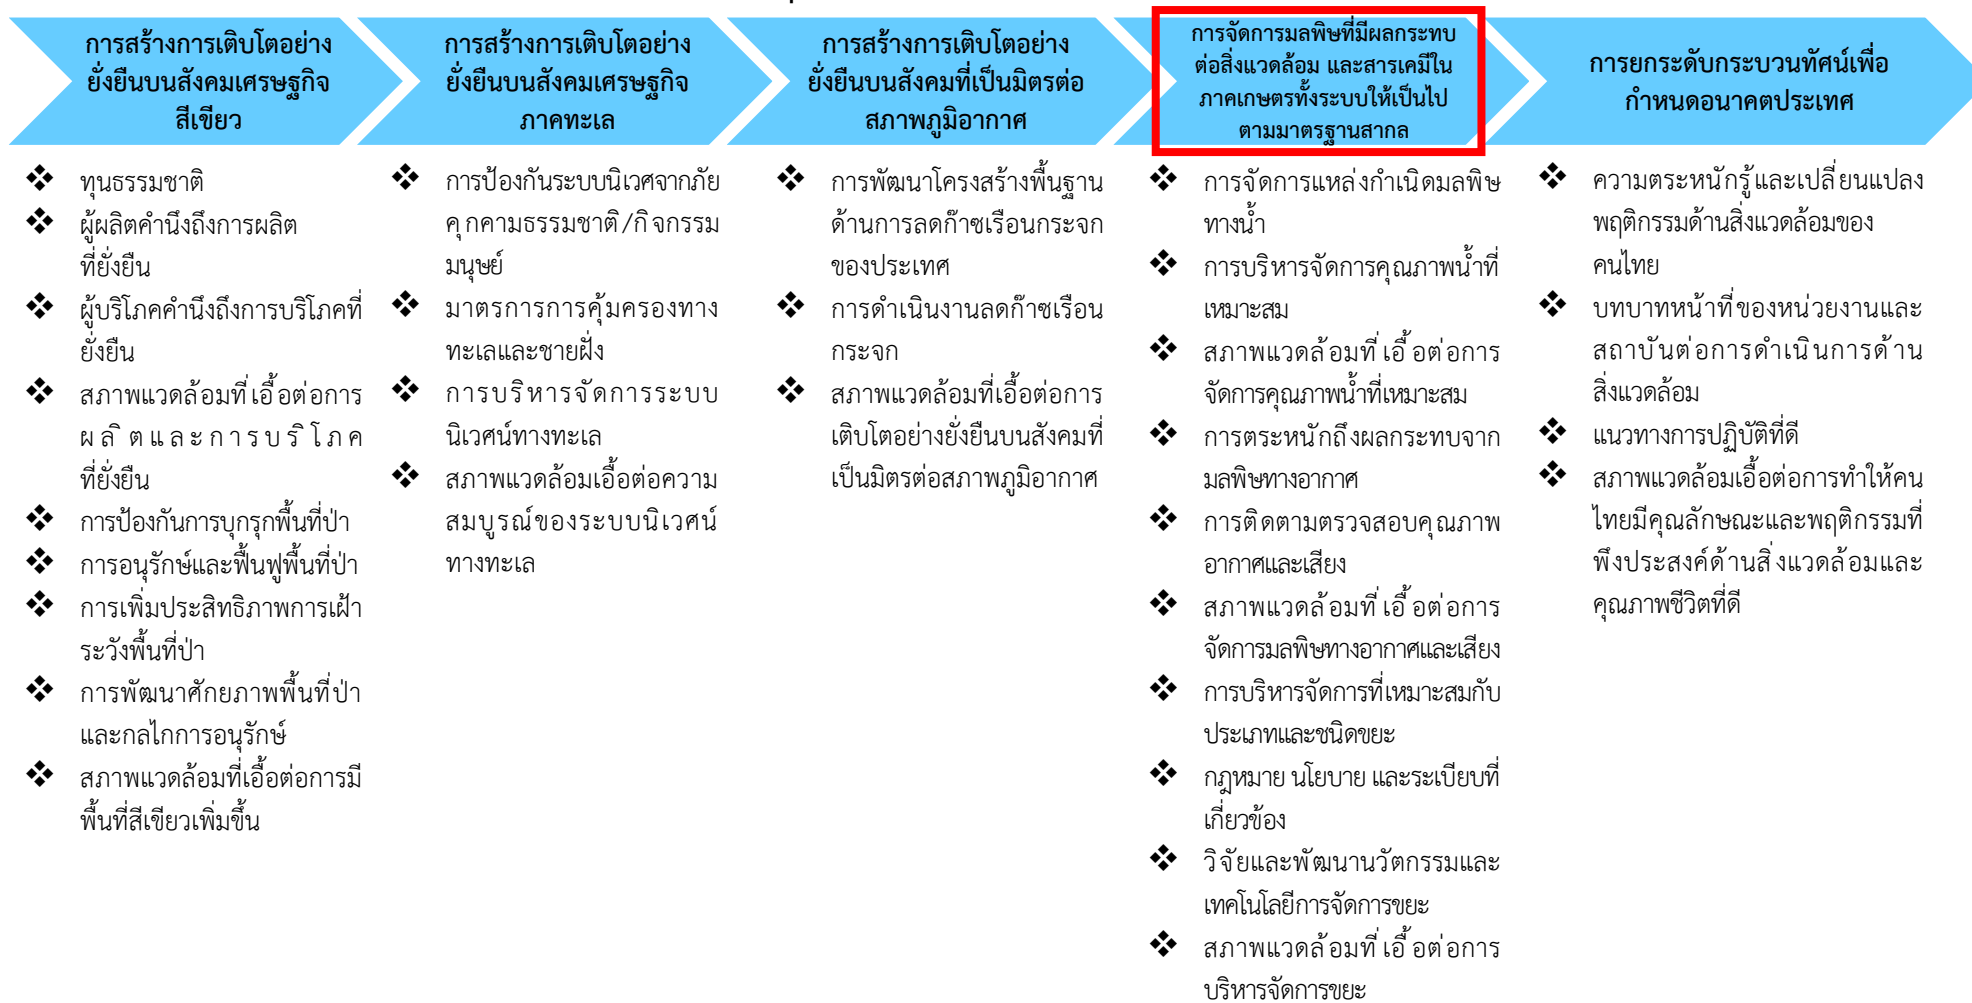 การสร้างการเติบโตอย่าง
ยั่งยืนบนสังคมเศรษฐกิจ
สีเขียว
❖ ทุนธรรมชาติ
❖ ผู้ผลิตคำนึงถึงการผลิต
ที่ยั่งยืน
❖ ผู้บริโภคคำนึงถึงการบริโภคที่
ยั่งยืน
❖ สภาพแวดล้อมที่เอื้อต่อการ
ผลิตและการบริโภค
ที่ยั่งยืน
❖ การป้องกันการบุกรุกพื้นที่ป่า
❖ การอนุรักษ์และฟื้นฟูพื้นที่ป่า
❖ การเพิ่มประสิทธิภาพการเฝ้า
ระวังพื้นที่ป่า
❖ การพัฒนาศักยภาพพื้นที่ป่า
และกลไกการอนุรักษ์
❖ สภาพแวดล้อมที่เอื้อต่อการมี
พื้นที่สีเขียวเพิ่มขึ้น
การสร้างการเติบโตอย่าง
ยั่งยืนบนสังคมเศรษฐกิจ
ภาคทะเล
❖ การป้องกันระบบนิเวศจากภัย
คุกคามธรรมชาติ/กิจกรรม
มนุษย์
❖ มาตรการการคุ้มครองทาง
ทะเลและชายฝั่ง
❖ การบริหารจัดการระบบ
นิเวศน์ทางทะเล
❖ สภาพแวดล้อมเอื้อต่อความ
สมบูรณ์ของระบบนิเวศน์
ทางทะเล
การสร้างการเติบโตอย่าง
ยั่งยืนบนสังคมที่เป็นมิตรต่อ
สภาพภูมิอากาศ
❖ การพัฒนาโครงสร้างพื้นฐาน
ด้านการลดก๊าซเรือนกระจก
ของประเทศ
❖ การดำเนินงานลดก๊าซเรือน
กระจก
❖ สภาพแวดล้อมที่เอื้อต่อการ
เติบโตอย่างยั่งยืนบนสังคมที่
เป็นมิตรต่อสภาพภูมิอากาศ
การจัดการมลพิษที่มีผลกระทบ
ต่อสิ่งแวดล้อม และสารเคมีใน
ภาคเกษตรทั้งระบบให้เป็นไป
ตามมาตรฐานสากล
❖ การจัดการแหล่งกำเนิดมลพิษ
ทางน้ำ
❖ การบริหารจัดการคุณภาพน้ำที่
เหมาะสม
❖ สภาพแวดล้อมที่เอื้อต่อการ
จัดการคุณภาพน้ำที่เหมาะสม
❖ การตระหนักถึงผลกระทบจาก
มลพิษทางอากาศ
❖ การติดตามตรวจสอบคุณภาพ
อากาศและเสียง
❖ สภาพแวดล้อมที่เอื้อต่อการ
จัดการมลพิษทางอากาศและเสียง
❖ การบริหารจัดการที่เหมาะสมกับ
ประเภทและชนิดขยะ
❖ กฎหมาย นโยบาย และระเบียบที่
เกี่ยวข้อง
❖ วิจัยและพัฒนานวัตกรรมและ
เทคโนโลยีการจัดการขยะ
❖ สภาพแวดล้อมที่เอื้อต่อการ
บริหารจัดการขยะ
การยกระดับกระบวนทัศน์เพื่อ
กำหนดอนาคตประเทศ
❖ ความตระหนักรู้และเปลี่ยนแปลง
พฤติกรรมด้านสิ่งแวดล้อมของ
คนไทย
❖ บทบาทหน้าที่ของหน่วยงานและ
สถาบันต่อการดำเนินการด้าน
สิ่งแวดล้อม
❖ แนวทางการปฏิบัติที่ดี
❖ สภาพแวดล้อมเอื้อต่อการทำให้คน
ไทยมีคุณลักษณะและพฤติกรรมที่
พึงประสงค์ด้านสิ่งแวดล้อมและ
คุณภาพชีวิตที่ดี